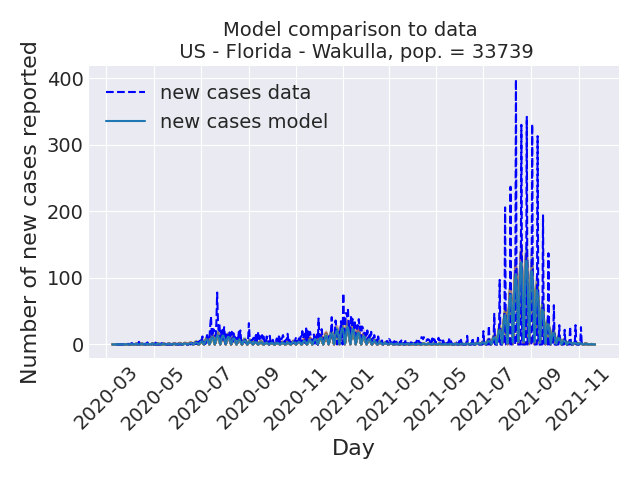 Model comparison to data
US - Florida - Wakulla, pop. = 33739
Number of new cases reported
400
300
200
100
0
new cases data
new cases model
2020-03
2020-05
2020-07
2020-09
2020-11
2021-01
2021-03
2021-05
2021-07
2021-09
2021-11
Day